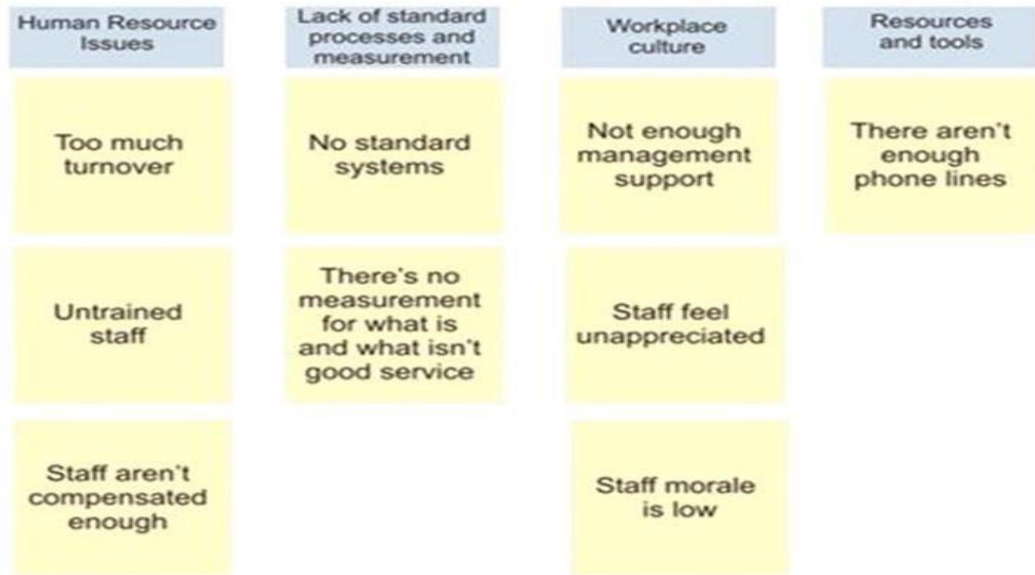 Human Resource
Issues
Too much
turnover
Untrained
staff
Staff aren't
compensated
enough
Lack of standard
processes and
measurement
No standard
systems
There's no
measurement
for what is
and what isn't
good service
Workplace
culture
Not enough
management
support
Staff feel
unappreciated
Staff morale
is low
Resources
and tools
There aren't
enough
phone lines